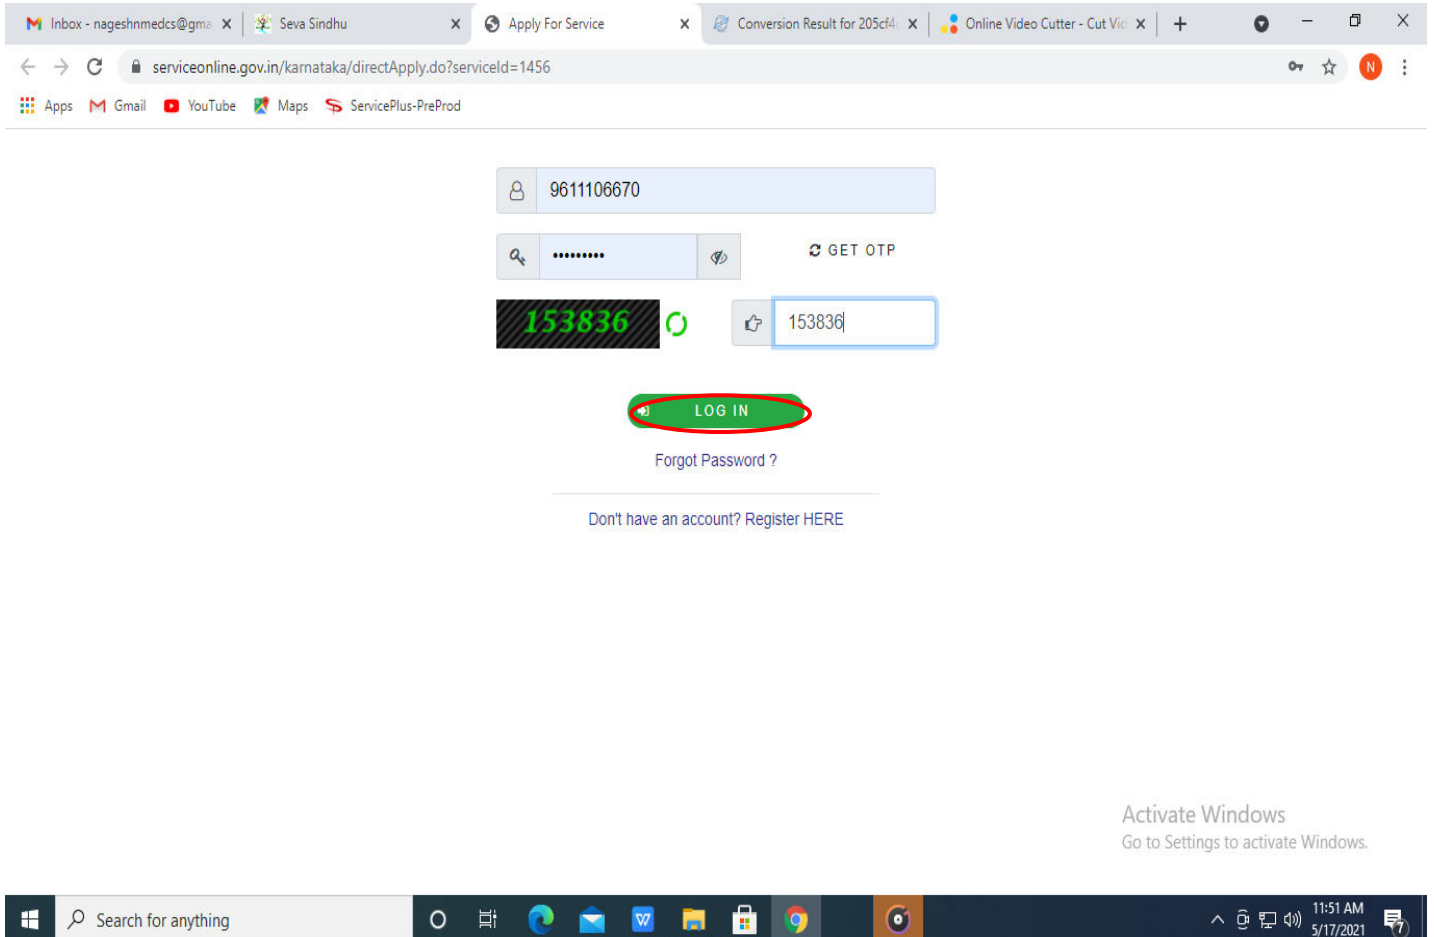 Inbox - nageshnmedcs@gma
Seva Sindhu
Apply For Service
Conversion Result for 205cf4c
Online Video Cutter - Cut Vid
serviceonline.gov.in/karnataka/directApply.do?serviceId=1456
N
Apps
Gmail
YouTube
Maps
ServicePlus-PreProd
9611106670
GET OTP
153836
153836
LOG IN
Forgot Password ?
Don't have an account? Register HERE
Activate Windows
Go to Settings to activate Windows.
Search for anything
11:51 AM
5/17/2021
7